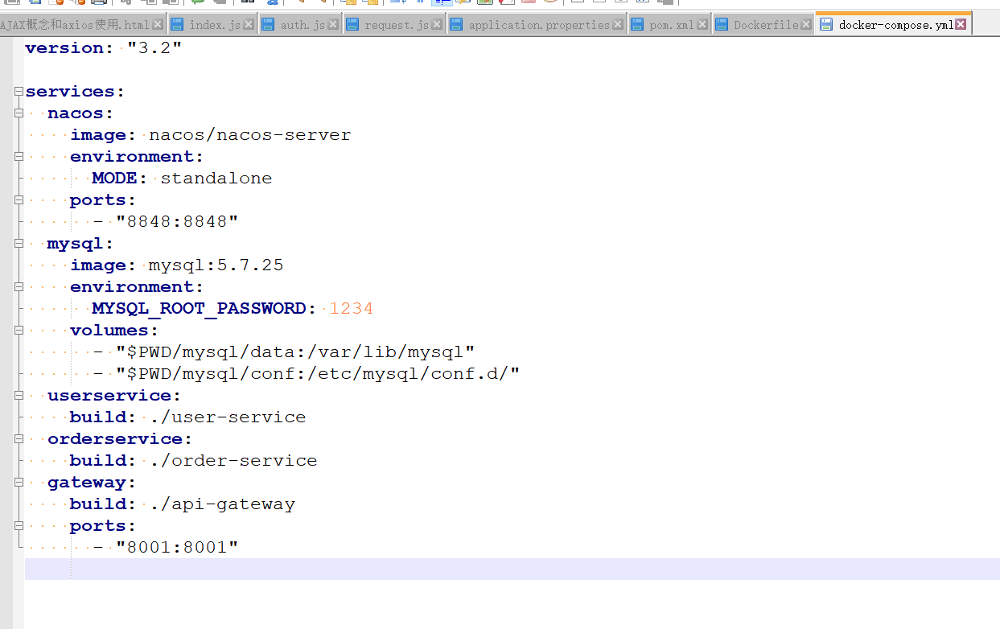 AJAX概念和axios使用.html index.js auth.js request.js application.properties pom.xml Dockerfile docker-compose.yml
version: "3.2"
services:
nacos:
image: nacos/nacos-server
environment:
MODE: standalone
ports:
- "8848:8848"
mysql:
image: mysql:5.7.25
environment:
MYSQL_ROOT_PASSWORD: 1234
volumes:
- "$PWD/mysql/data:/var/lib/mysql"
- "$PWD/mysql/conf:/etc/mysql/conf.d/"
userservice:
build: ./user-service
orderservice:
build: ./order-service
gateway:
build: ./api-gateway
ports:
- "8001:8001"